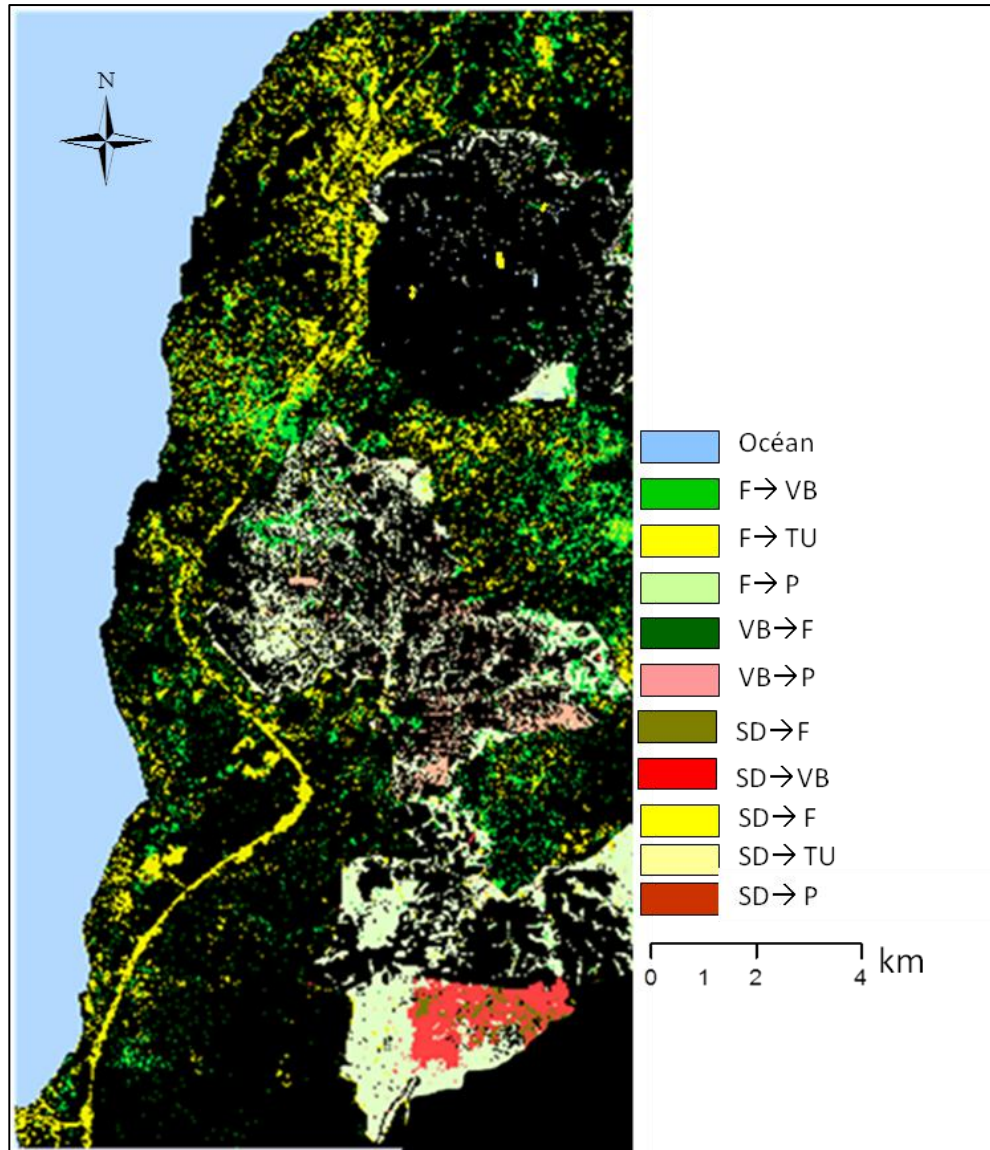 N
Océan
F→ VB
F→ TU
F→ P
VB→F
VB→P
SD→F
SD→VB
SD→ F
SD→ TU
SD→ P
0 1 2 4 km